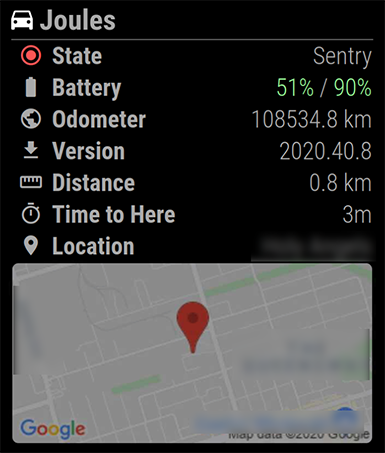 Joules
State Sentry
Battery 51% / 90%
Odometer 108534.8 km
Version 2020.40.8
Distance 0.8 km
Time to Here 3m
Location
Google
Map data ©2020 Google